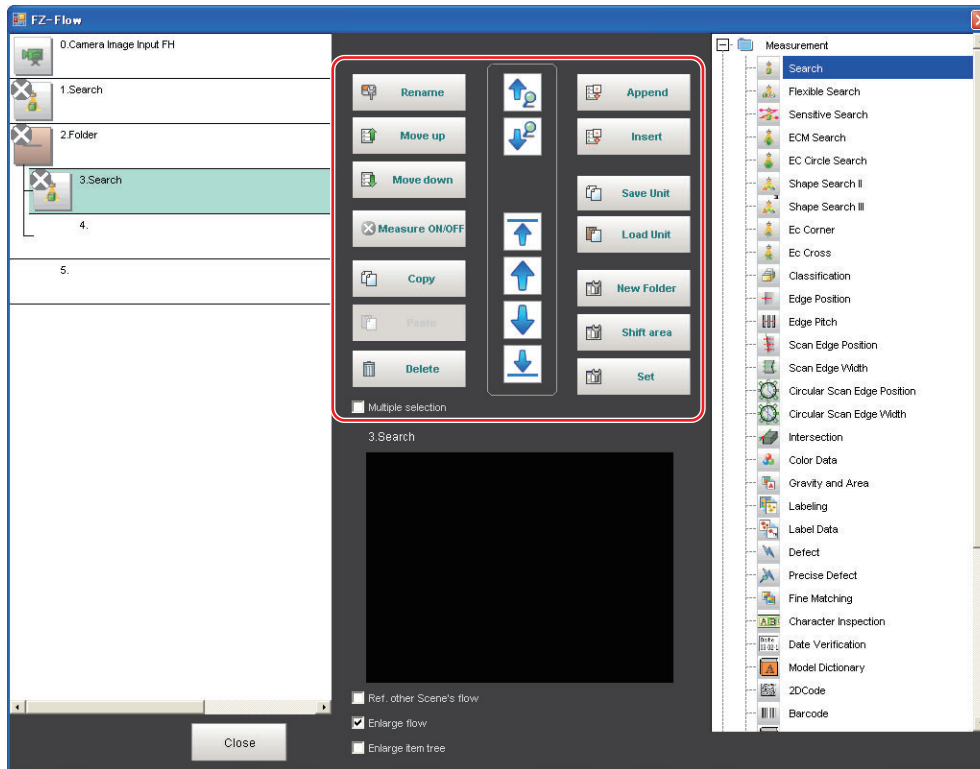 FZ-Flow
0.Camera Image Input FH
1.Search
2.Folder
3.Search
4.
5.
Rename
Move up
Move down
Measure ON/OFF
Copy
Paste
Delete
Multiple selection
Append
Insert
Save Unit
Load Unit
New Folder
Shift area
Set
3.Search
Ref. other Scene's flow
Enlarge flow
Enlarge item tree
Close
Measurement
Search
Flexible Search
Sensitive Search
ECM Search
EC Circle Search
Shape Search II
Shape Search III
Ec Corner
Ec Cross
Classification
Edge Position
Edge Pitch
Scan Edge Position
Scan Edge Width
Circular Scan Edge Position
Circular Scan Edge Width
Intersection
Color Data
Gravity and Area
Labeling
Label Data
Defect
Precise Defect
Fine Matching
Character Inspection
Date Verification
Model Dictionary
2DCode
Barcode